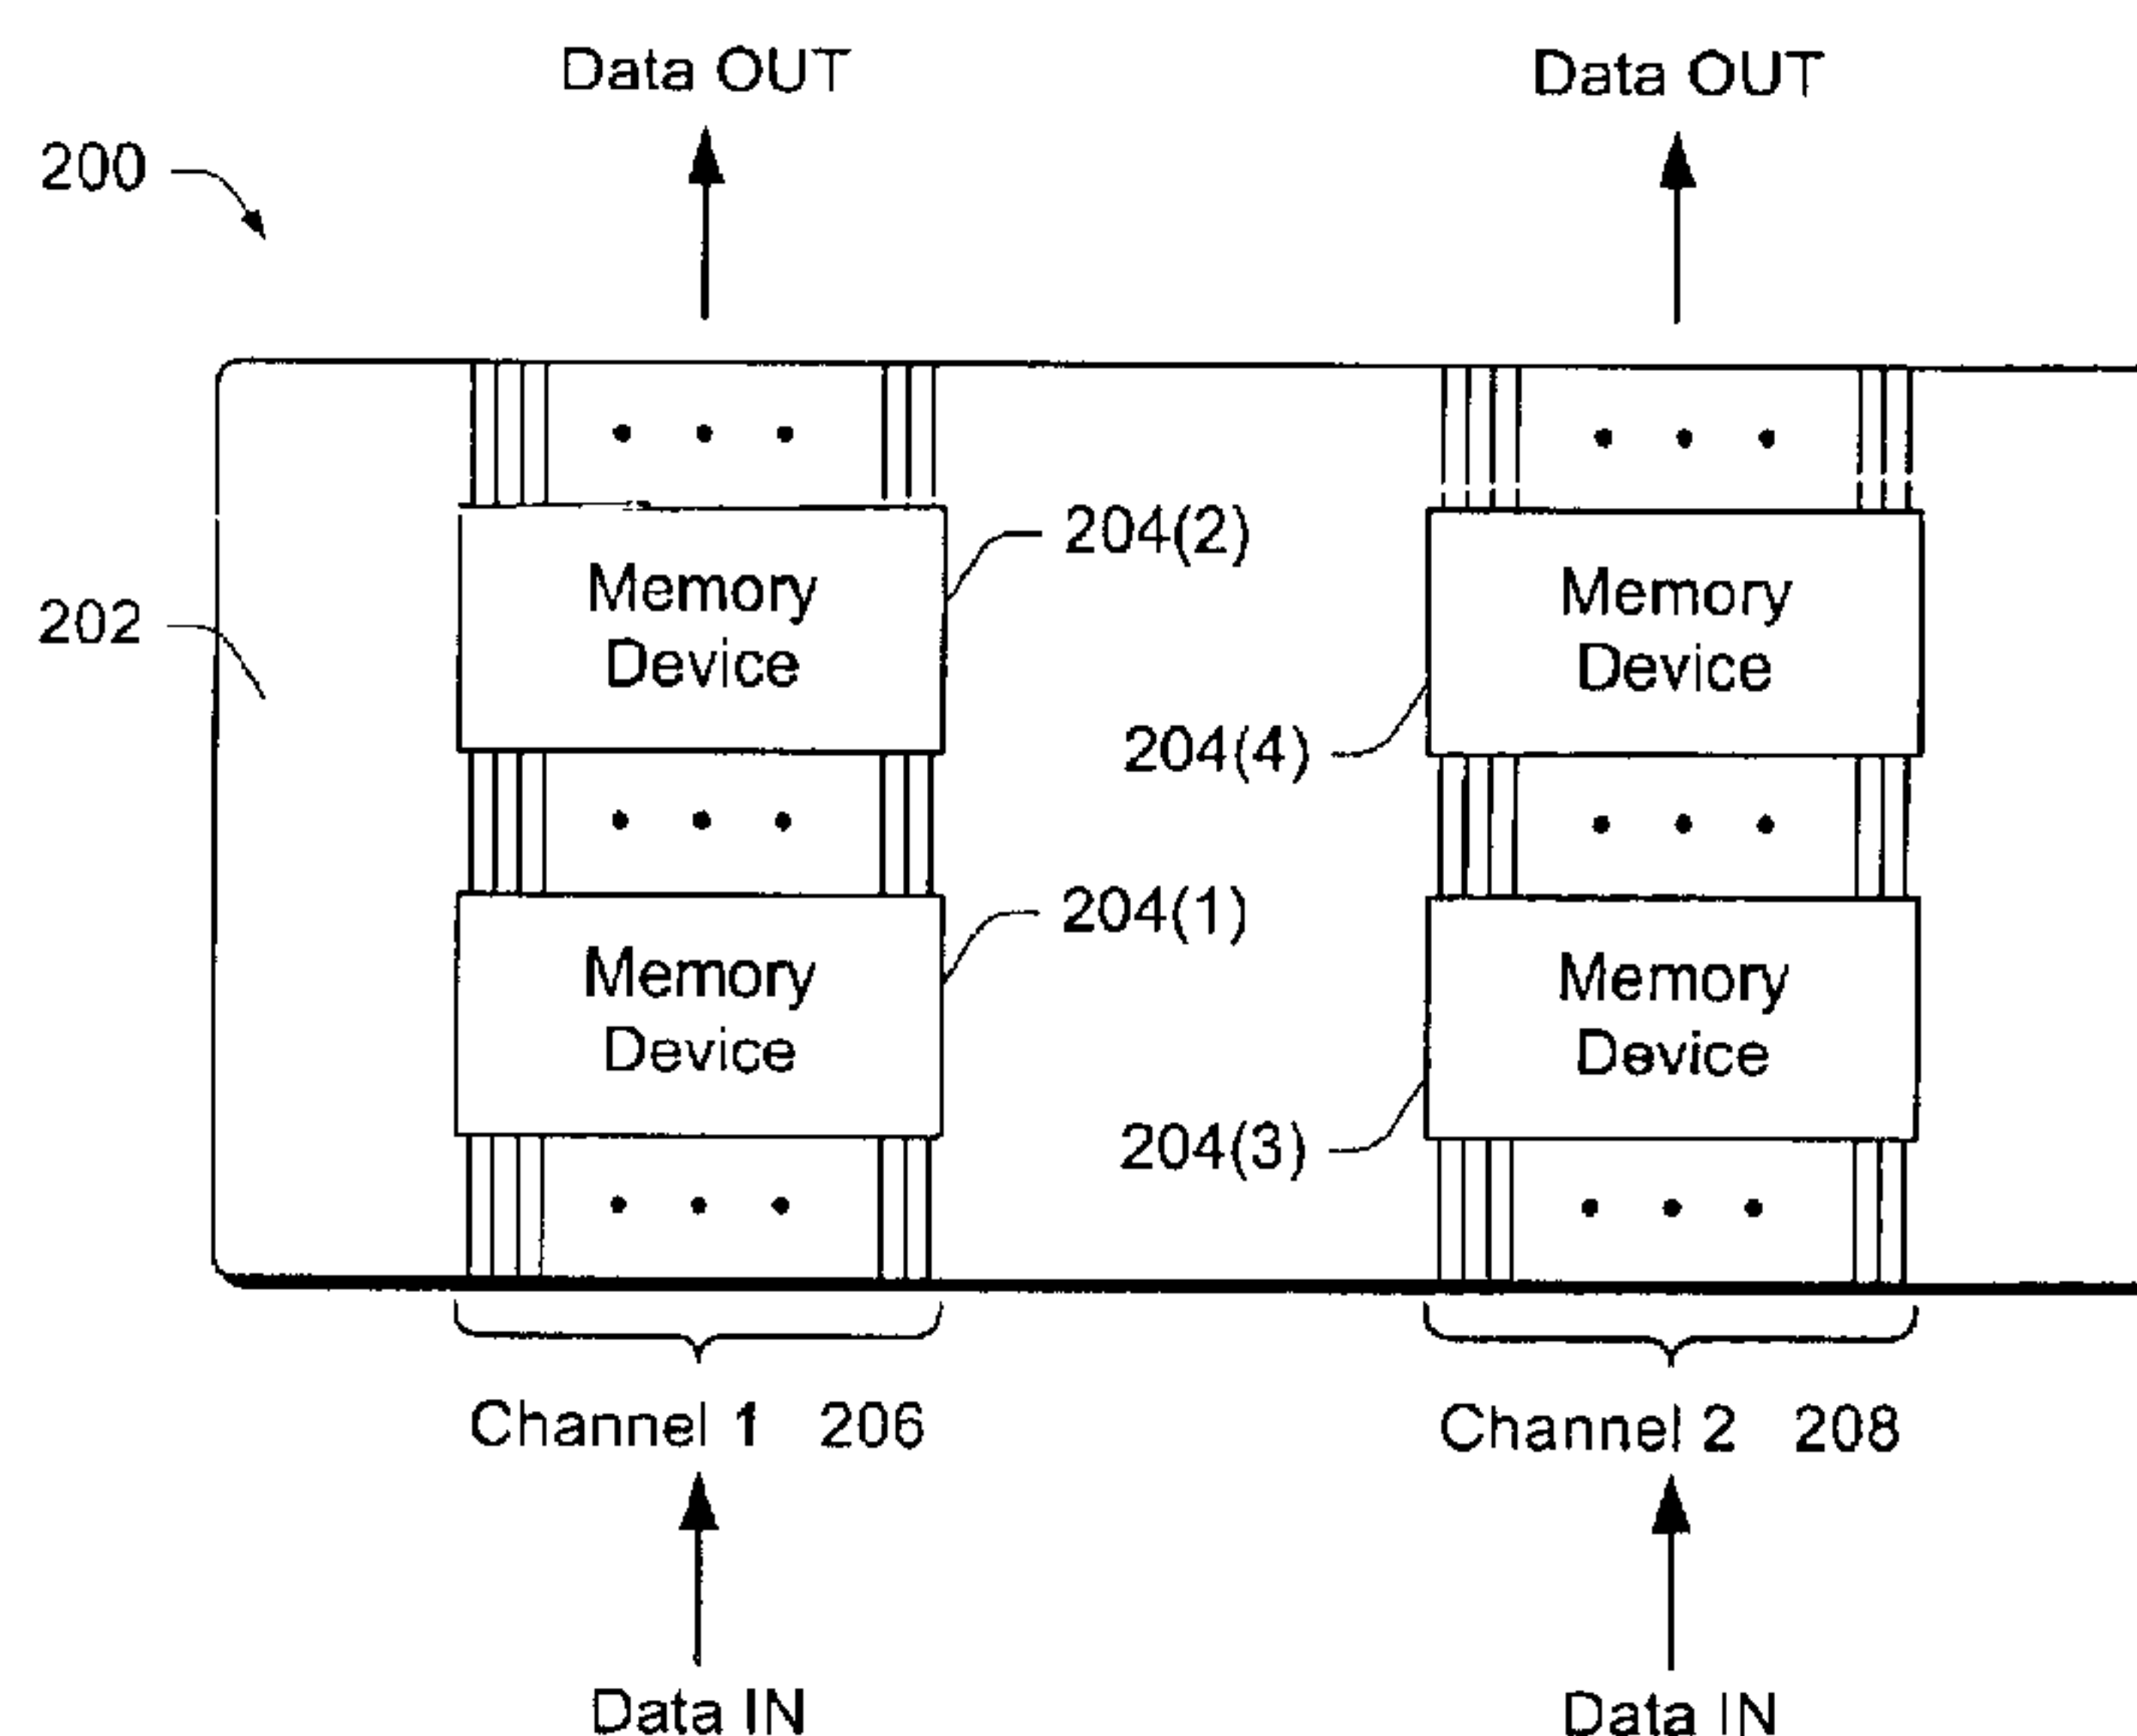 Data OUT
Data OUT
200
204(2)
Memory
Device
Memory
Device
202
204(4)
204(1)
Memory
Device
Memory
Device
204(3)
Channel 1 206
Channel 2 208
Data IN
Data IN